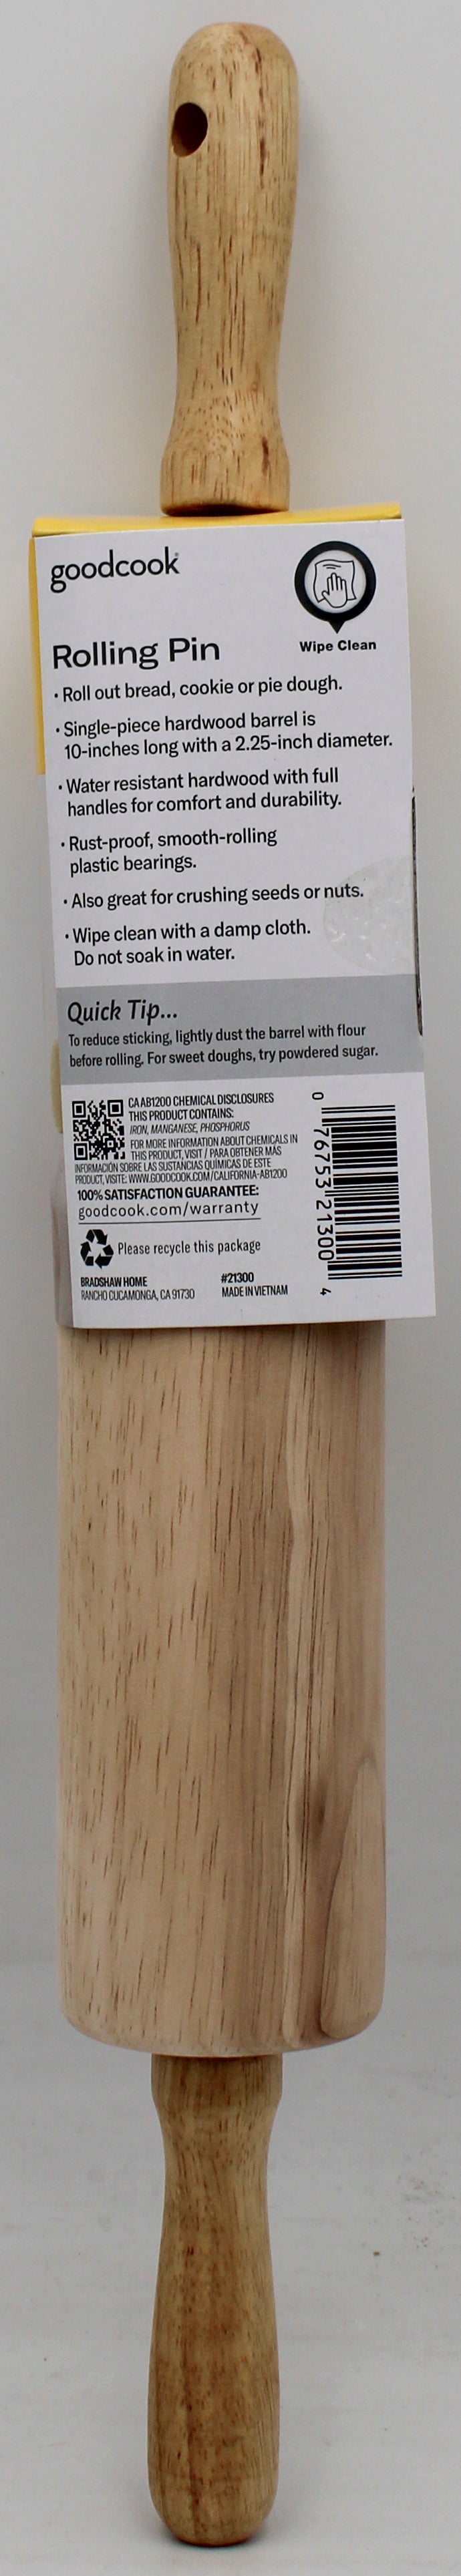 goodcook
Wipe Clean
Rolling Pin
• Roll out bread, cookie or pie dough.
• Single-piece hardwood barrel is
10-inches long with a 2.25-inch diameter.
• Water resistant hardwood with full
handles for comfort and durability.
• Rust-proof, smooth-rolling
plastic bearings.
• Also great for crushing seeds or nuts.
• Wipe clean with a damp cloth.
Do not soak in water.
Quick Tip...
To reduce sticking, lightly dust the barrel with flour
before rolling. For sweet doughs, try powdered sugar.
CA AB1200 CHEMICAL DISCLOSURES
THIS PRODUCT CONTAINS:
IRON, MANGANESE, PHOSPHORUS
FOR MORE INFORMATION ABOUT CHEMICALS IN
THIS PRODUCT, VISIT / PARA OBTENER MÁS
INFORMACIÓN SOBRE LAS SUSTANCIAS QUÍMICAS DE ESTE
PRODUCT, VISITE: WWW.GOODCOOK.COM/CALIFORNIA-AB1200
100% SATISFACTION GUARANTEE:
goodcook.com/warranty
Please recycle this package
BRADSHAW HOME
RANCHO CUCAMONGA, CA 91730
#21300
MADE IN VIETNAM
0 76753 21300 4